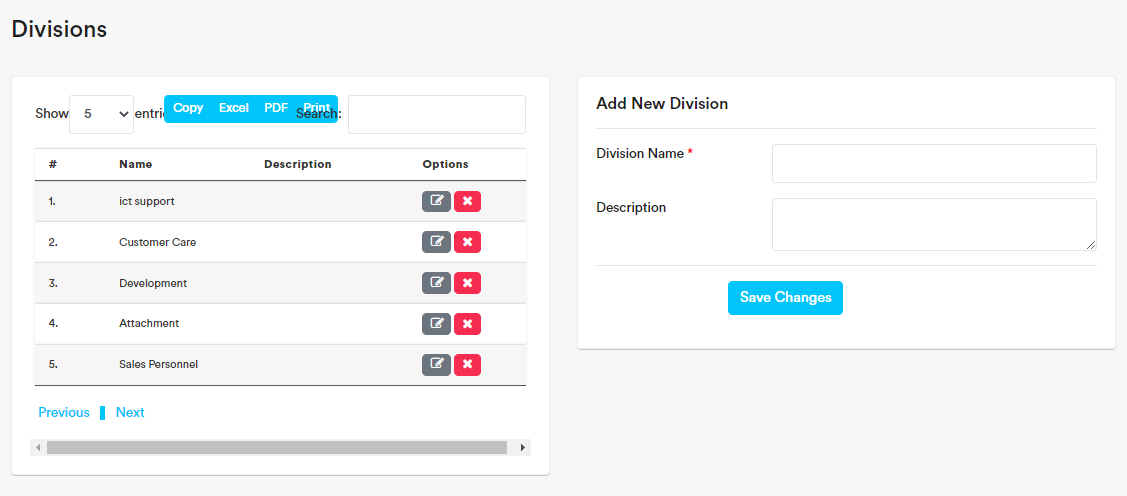 Divisions
Show 5 entri Copy Excel PDF Print Search:
# Name Description Options
1. ict support
2. Customer Care
3. Development
4. Attachment
5. Sales Personnel
Previous Next
Add New Division
Division Name *
Description
Save Changes